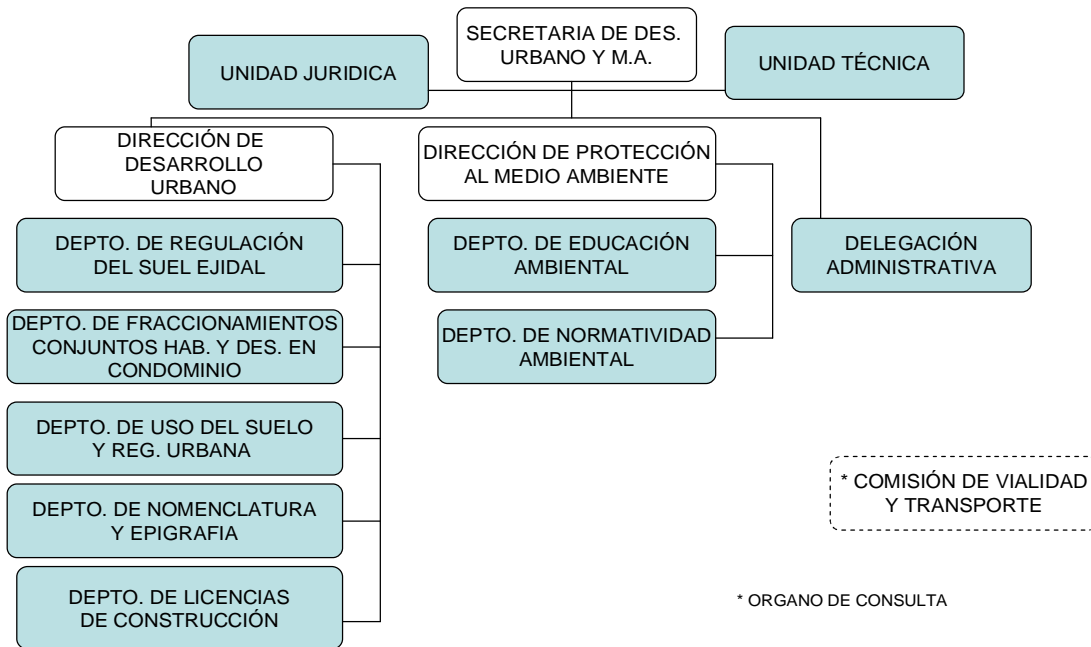 SECRETARIA DE DES.
URBANO Y M.A.
UNIDAD JURIDICA
UNIDAD TÉCNICA
DIRECCIÓN DE
DESARROLLO
URBANO
DIRECCIÓN DE PROTECCIÓN
AL MEDIO AMBIENTE
DEPTO. DE REGULACIÓN
DEL SUEL EJIDAL
DEPTO. DE EDUCACIÓN
AMBIENTAL
DELEGACIÓN
ADMINISTRATIVA
DEPTO. DE FRACCIONAMIENTOS
CONJUNTOS HAB. Y DES. EN
CONDOMINIO
DEPTO. DE NORMATIVIDAD
AMBIENTAL
DEPTO. DE USO DEL SUELO
Y REG. URBANA
* COMISIÓN DE VIALIDAD
Y TRANSPORTE
DEPTO. DE NOMENCLATURA
Y EPIGRAFIA
DEPTO. DE LICENCIAS
DE CONSTRUCCIÓN
* ORGANO DE CONSULTA